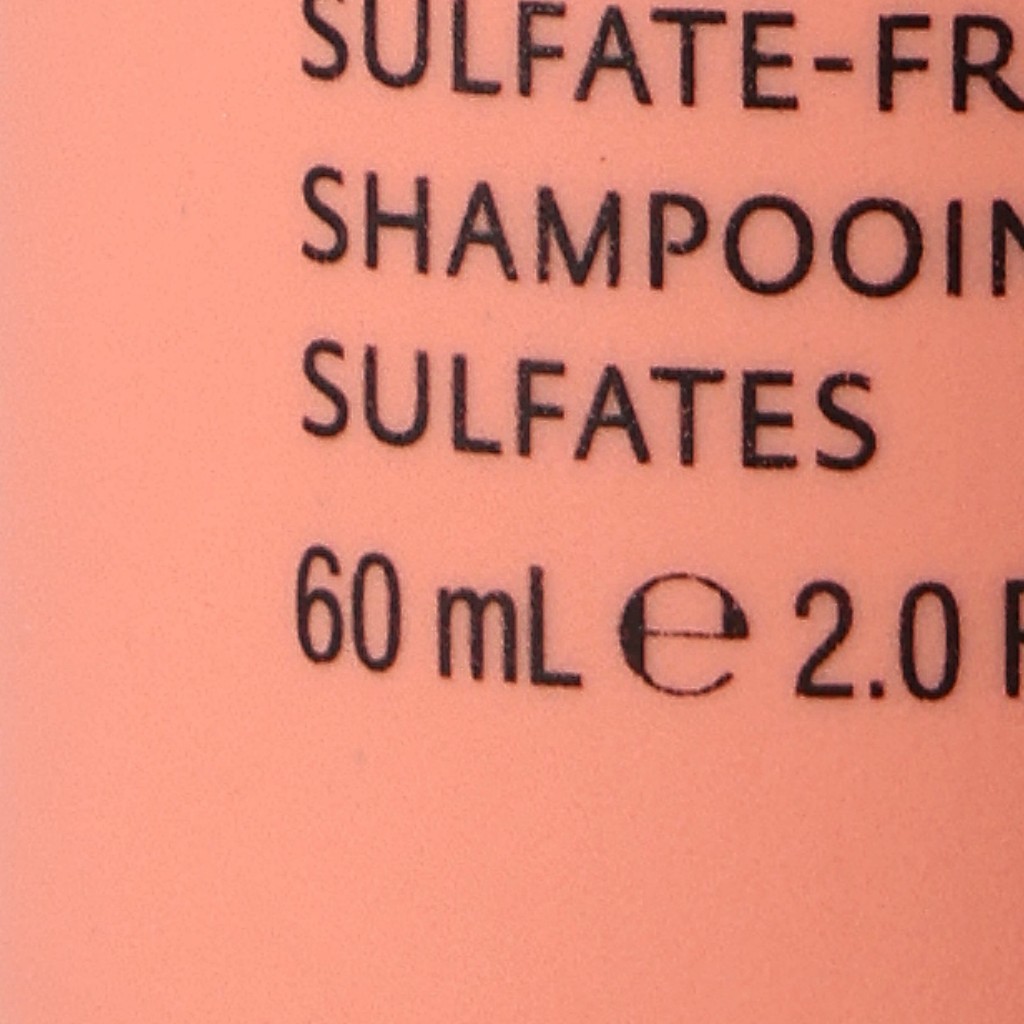 SULFATE-FR
SHAMPOOIN
SULFATES
60 mL ℮ 2.0 F